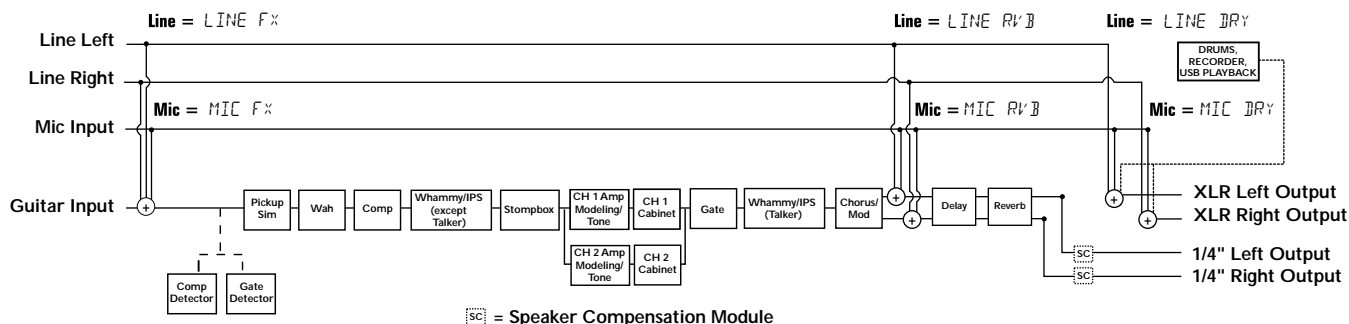 Line = LINE FX
Line = LINE RVB
Line = LINE DRY
Line Left
DRUMS,
RECORDER,
USB PLAYBACK
Line Right
Mic = MIC FX
Mic = MIC RVB
Mic = MIC DRY
Mic Input
Guitar Input
+
Pickup
Sim
Wah
Comp
Whammy/IPS
(except
Talker)
Stompbox
CH 1 Amp
Modeling/
Tone
CH 1
Cabinet
CH 2 Amp
Modeling/
Tone
CH 2
Cabinet
Gate
Whammy/IPS
(Talker)
Chorus/
Mod
+
+
Delay
Reverb
+
+
XLR Left Output
XLR Right Output
SC
1/4" Left Output
SC
1/4" Right Output
Comp
Detector
Gate
Detector
SC = Speaker Compensation Module